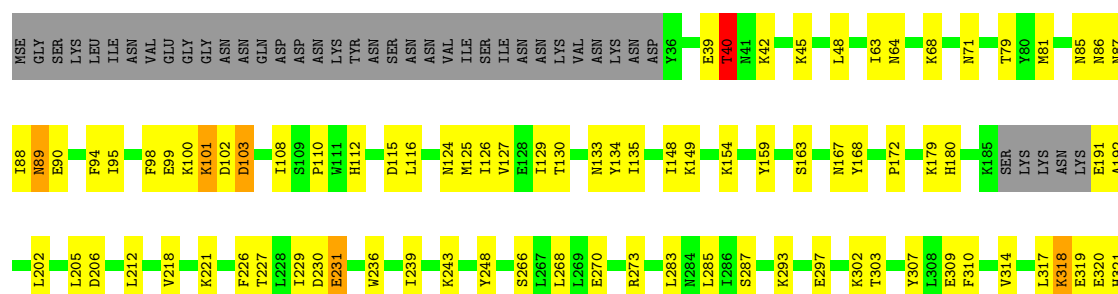 MSE GLY SER LYS LEU ILE ASN VAL GLU GLY GLY ASN ASN GLN ASP ASP ASN LYS TYR ASN SER ASN ASN VAL ILE SER ILE ASN ASN LYS VAL ASN LYS ASN ASP Y36 E39 T40 N41 K42 K45 L48 I63 N64 K68 N71 T79 Y80 M81 N85 N86 N87
I88 N89 E90 F94 I95 F98 E99 K100 K101 D102 D103 I108 S109 P110 W111 H112 D115 L116 N124 M125 I126 V127 E128 I129 T130 N133 Y134 I135 I148 K149 K154 Y159 S163 N167 Y168 P172 K179 H180 K185 SER LYS LYS ASN LYS E191 A192
L202 L205 D206 L212 V218 K221 F226 T227 L228 I229 D230 E231 W236 I239 K243 Y248 S266 L267 L268 L269 E270 R273 L283 N284 L285 I286 S287 K293 E297 K302 T303 Y307 L308 E309 F310 V314 L317 K318 E319 E320